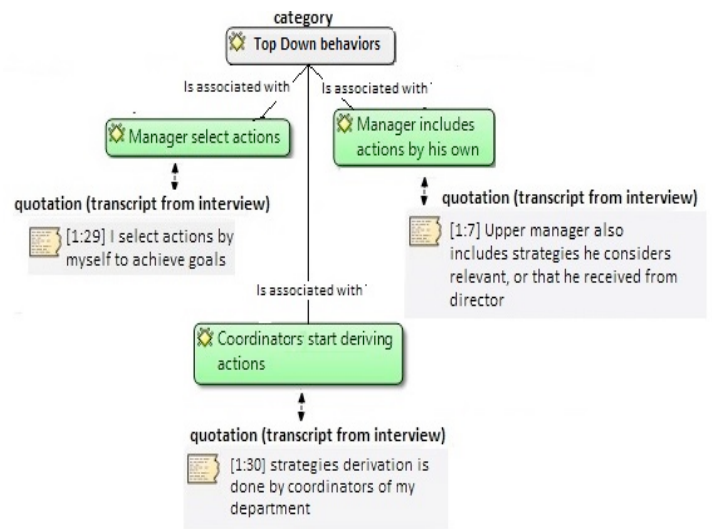 category
Top Down behaviors
Is associated with
Is associated with
Manager select actions
Manager includes
actions by his own
quotation (transcript from interview)
[1:29] I select actions by
myself to achieve goals
quotation (transcript from interview)
[1:7] Upper manager also
includes strategies he considers
relevant, or that he received from
director
Is associated with
Coordinators start deriving
actions
quotation (transcript from interview)
[1:30] strategies derivation is
done by coordinators of my
department